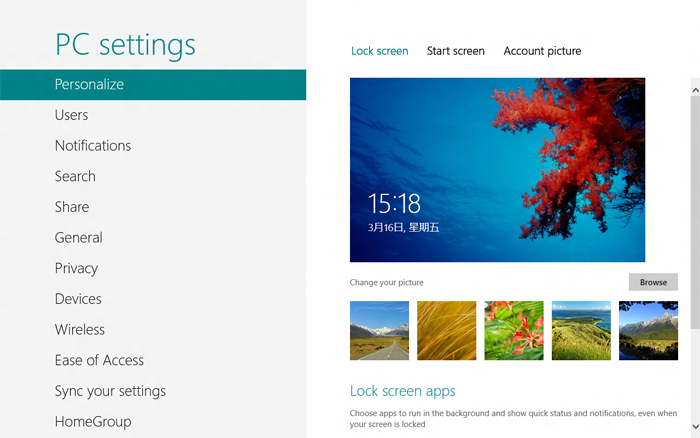 PC settings
Personalize
Users
Notifications
Search
Share
General
Privacy
Devices
Wireless
Ease of Access
Sync your settings
HomeGroup
Lock screen Start screen Account picture
15:18
3月16日, 星期五
Change your picture
Browse
Lock screen apps
Choose apps to run in the background and show quick status and notifications, even when
your screen is locked